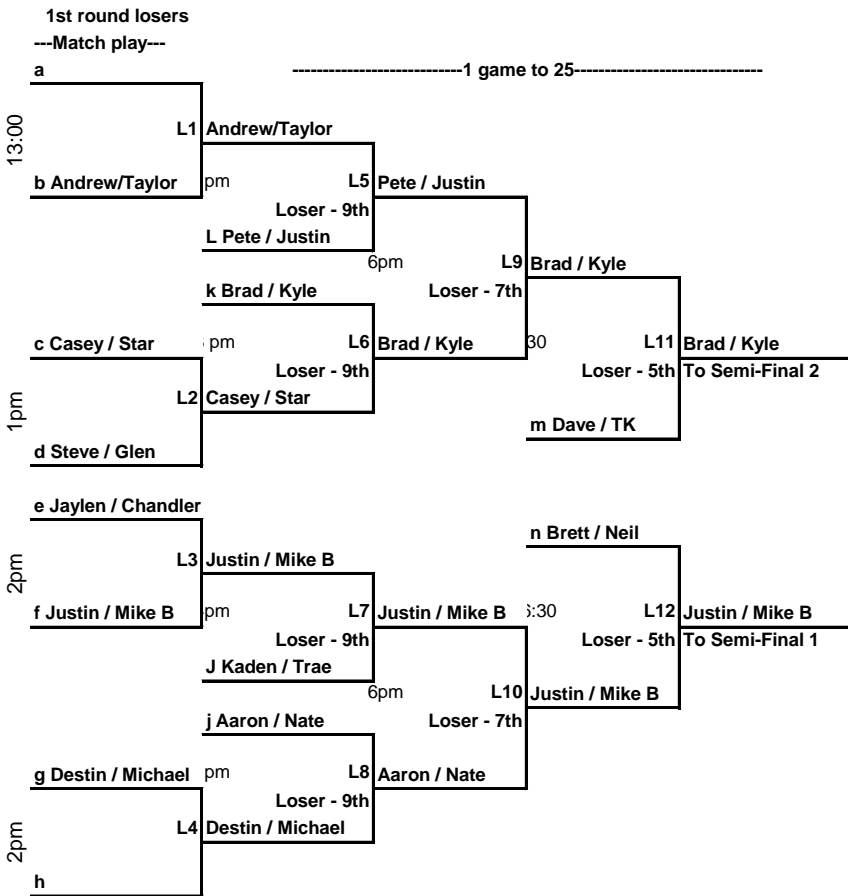 1st round losers
---Match play---
a
----------------------------1 game to 25-------------------------------
13:00
L1 Andrew/Taylor
b Andrew/Taylor pm L5 Pete / Justin
Loser - 9th
L Pete / Justin
6pm L9 Brad / Kyle
k Brad / Kyle Loser - 7th
c Casey / Star pm L6 Brad / Kyle 30 L11 Brad / Kyle
Loser - 9th Loser - 5th To Semi-Final 2
1pm
L2 Casey / Star
m Dave / TK
d Steve / Glen
e Jaylen / Chandler
n Brett / Neil
2pm
L3 Justin / Mike B
f Justin / Mike B pm L7 Justin / Mike B 6:30 L12 Justin / Mike B
Loser - 9th Loser - 5th To Semi-Final 1
J Kaden / Trae
6pm L10 Justin / Mike B
j Aaron / Nate Loser - 7th
g Destin / Michael pm L8 Aaron / Nate
Loser - 9th
2pm
L4 Destin / Michael
h